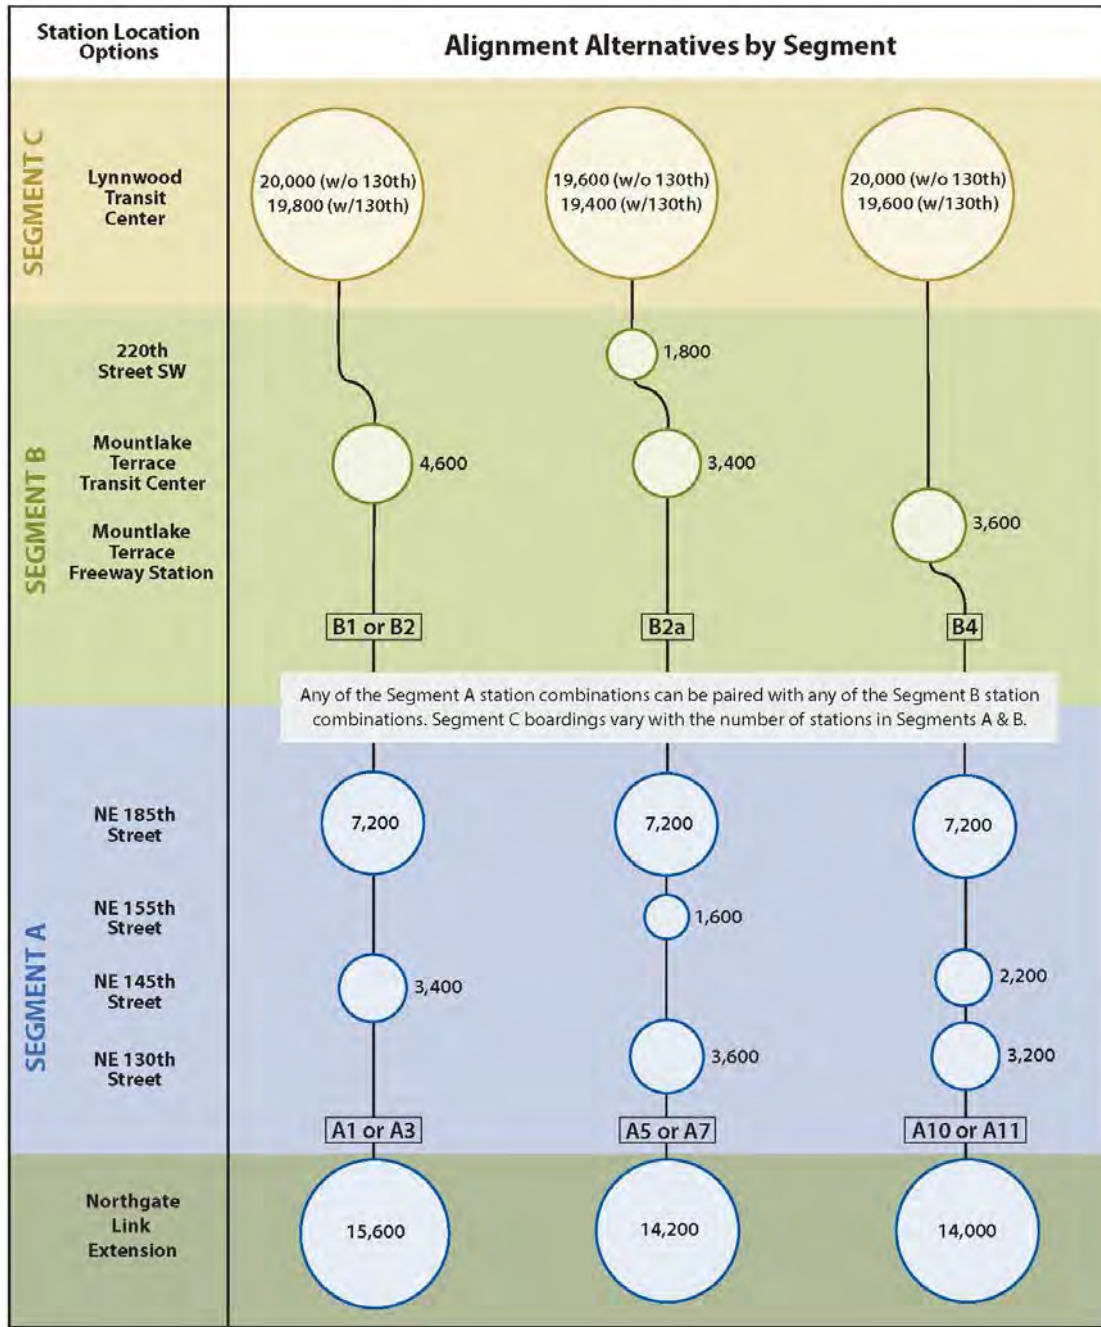 Station Location
Options
Alignment Alternatives by Segment
SEGMENT C
Lynnwood
Transit
Center
20,000 (w/o 130th)
19,800 (w/130th)
19,600 (w/o 130th)
19,400 (w/130th)
20,000 (w/o 130th)
19,600 (w/130th)
SEGMENT B
220th
Street SW
1,800
Mountlake
Terrace
Transit Center
4,600
3,400
Mountlake
Terrace
Freeway Station
3,600
B1 or B2
B2a
B4
Any of the Segment A station combinations can be paired with any of the Segment B station
combinations. Segment C boardings vary with the number of stations in Segments A & B.
SEGMENT A
NE 185th
Street
7,200
7,200
7,200
NE 155th
Street
1,600
NE 145th
Street
3,400
2,200
NE 130th
Street
3,600
3,200
A1 or A3
A5 or A7
A10 or A11
Northgate
Link
Extension
15,600
14,200
14,000